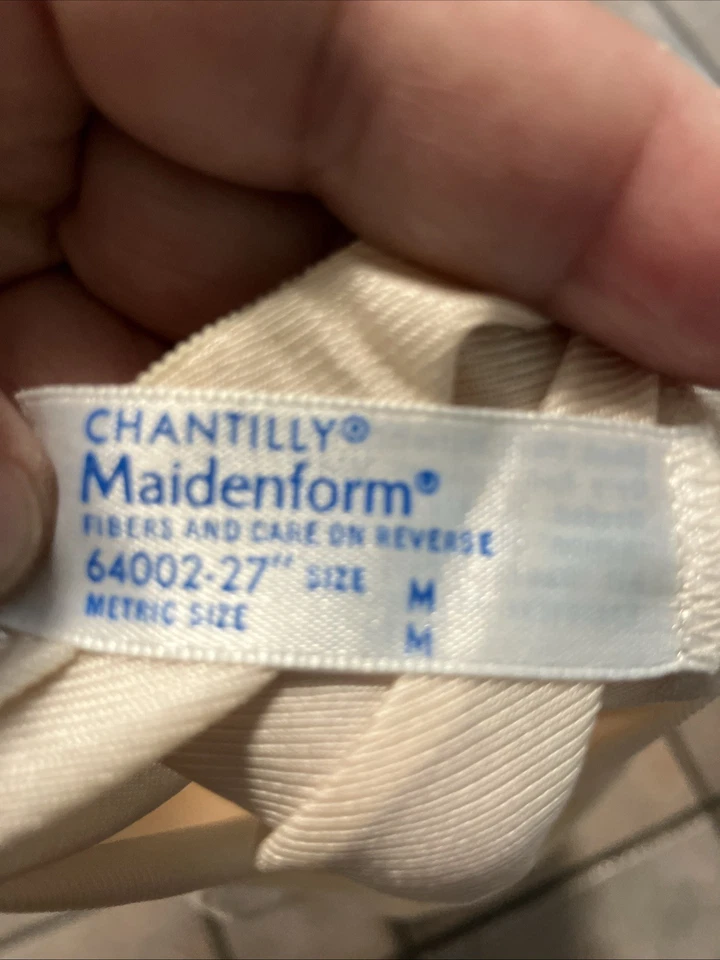 CHANTILLY®
Maidenform®
FIBERS AND CARE ON REVERSE
64002-27" SIZE M
METRIC SIZE M